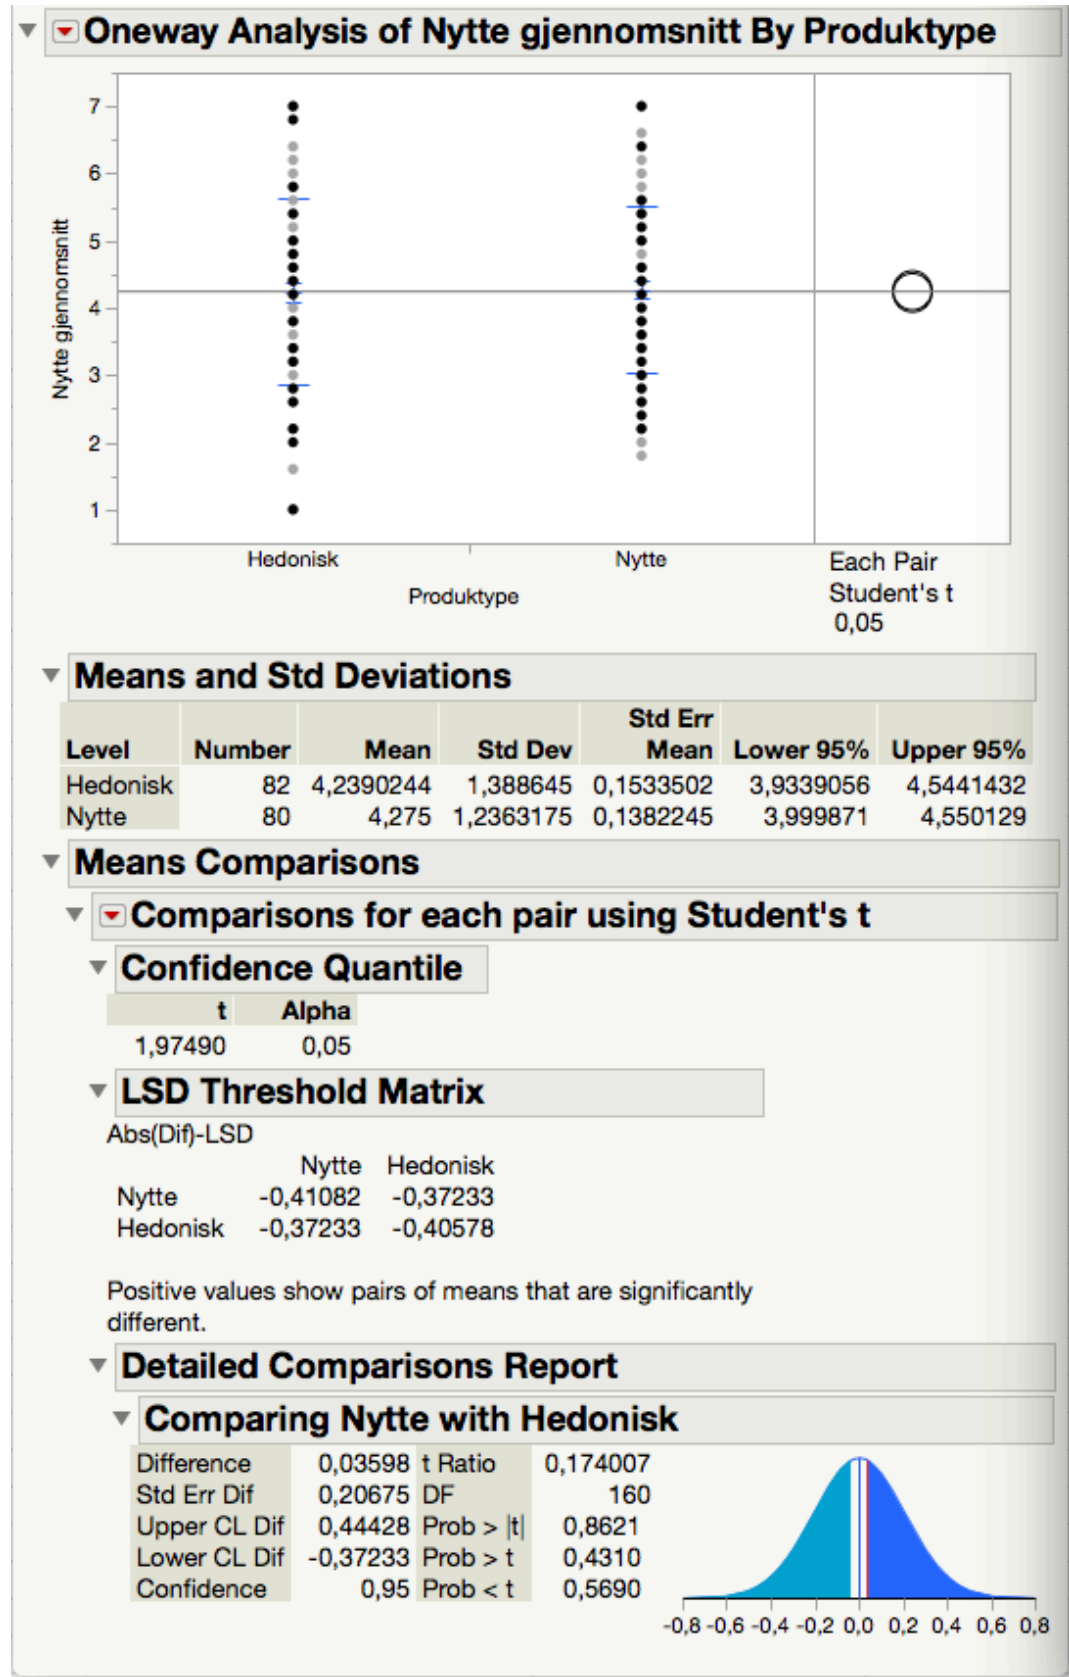 Oneway Analysis of Nytte gjennomsnitt By Produktype
7
6
5
4
3
2
1
Nytte gjennomsnitt
Hedonisk Nytte
Produktype
Each Pair
Student's t
0,05
Means and Std Deviations
Level Number Mean Std Dev Std Err Mean Lower 95% Upper 95%
Hedonisk 82 4,2390244 1,388645 0,1533502 3,9339056 4,5441432
Nytte 80 4,275 1,2363175 0,1382245 3,999871 4,550129
Means Comparisons
Comparisons for each pair using Student's t
Confidence Quantile
t Alpha
1,97490 0,05
LSD Threshold Matrix
Abs(Dif)-LSD
Nytte Hedonisk
Nytte -0,41082 -0,37233
Hedonisk -0,37233 -0,40578
Positive values show pairs of means that are significantly
different.
Detailed Comparisons Report
Comparing Nytte with Hedonisk
Difference 0,03598 t Ratio 0,174007
Std Err Dif 0,20675 DF 160
Upper CL Dif 0,44428 Prob > |t| 0,8621
Lower CL Dif -0,37233 Prob > t 0,4310
Confidence 0,95 Prob < t 0,5690
-0,8 -0,6 -0,4 -0,2 0,0 0,2 0,4 0,6 0,8